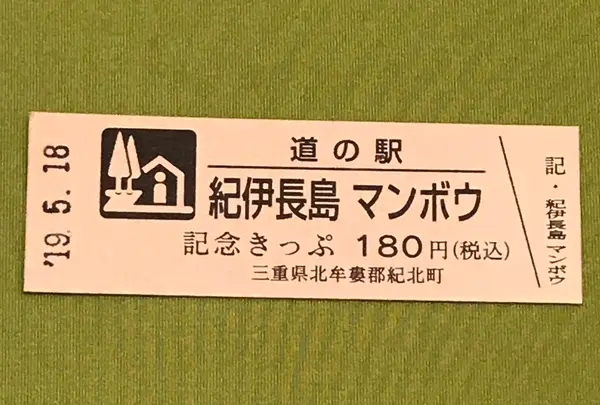 '19.5.18
道の駅
紀伊長島 マンボウ
記念きっぷ 180円(税込)
三重県北牟婁郡紀北町
記・紀伊長島 マンボウ